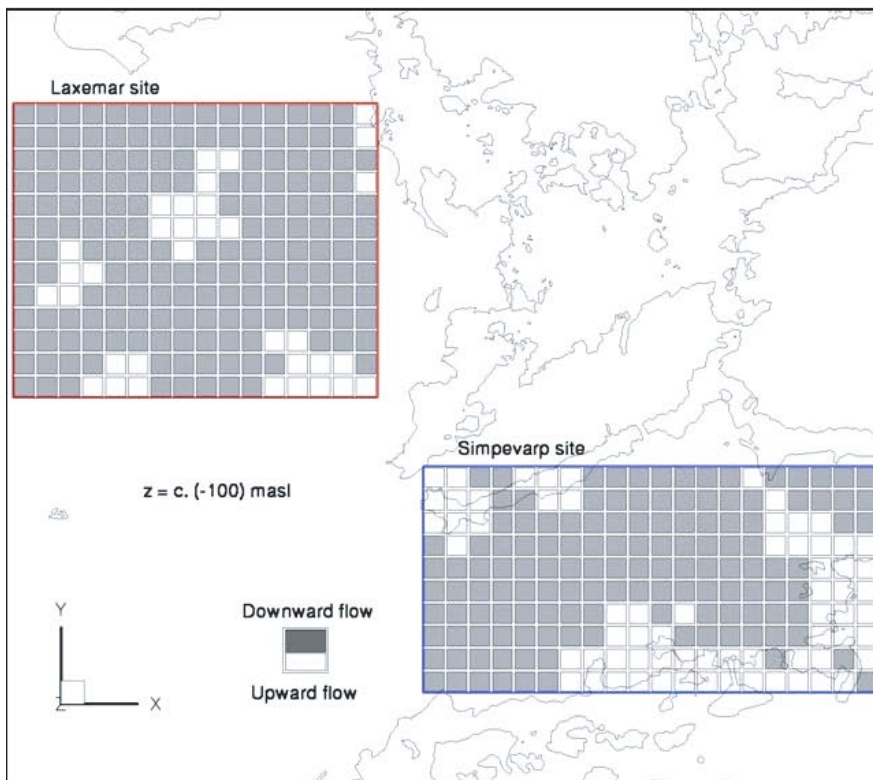 Laxemar site
Simpevarp site
z = c. (-100) masl
Downward flow
Upward flow
Y
Z
X